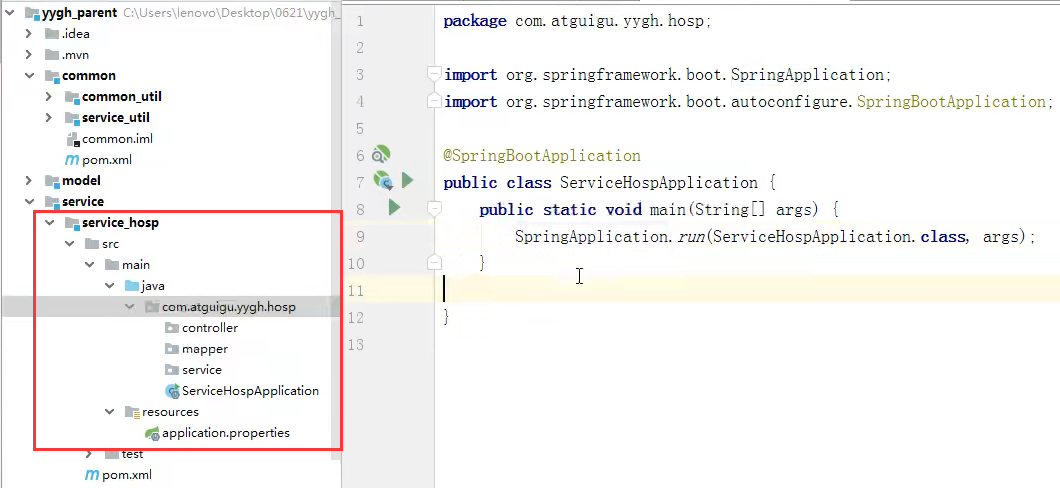 yygh_parent C:\Users\lenovo\Desktop\0621\yygh_
.idea
.mvn
common
common_util
service_util
common.iml
pom.xml
model
service
service_hosp
src
main
java
com.atguigu.yygh.hosp
controller
mapper
service
ServiceHospApplication
resources
application.properties
test
pom.xml
1 package com.atguigu.yygh.hosp;
2
3 import org.springframework.boot.SpringApplication;
4 import org.springframework.boot.autoconfigure.SpringBootApplication;
5
6 @SpringBootApplication
7 public class ServiceHospApplication {
8 public static void main(String[] args) {
9 SpringApplication.run(ServiceHospApplication.class, args);
10 }
11
12 }
13